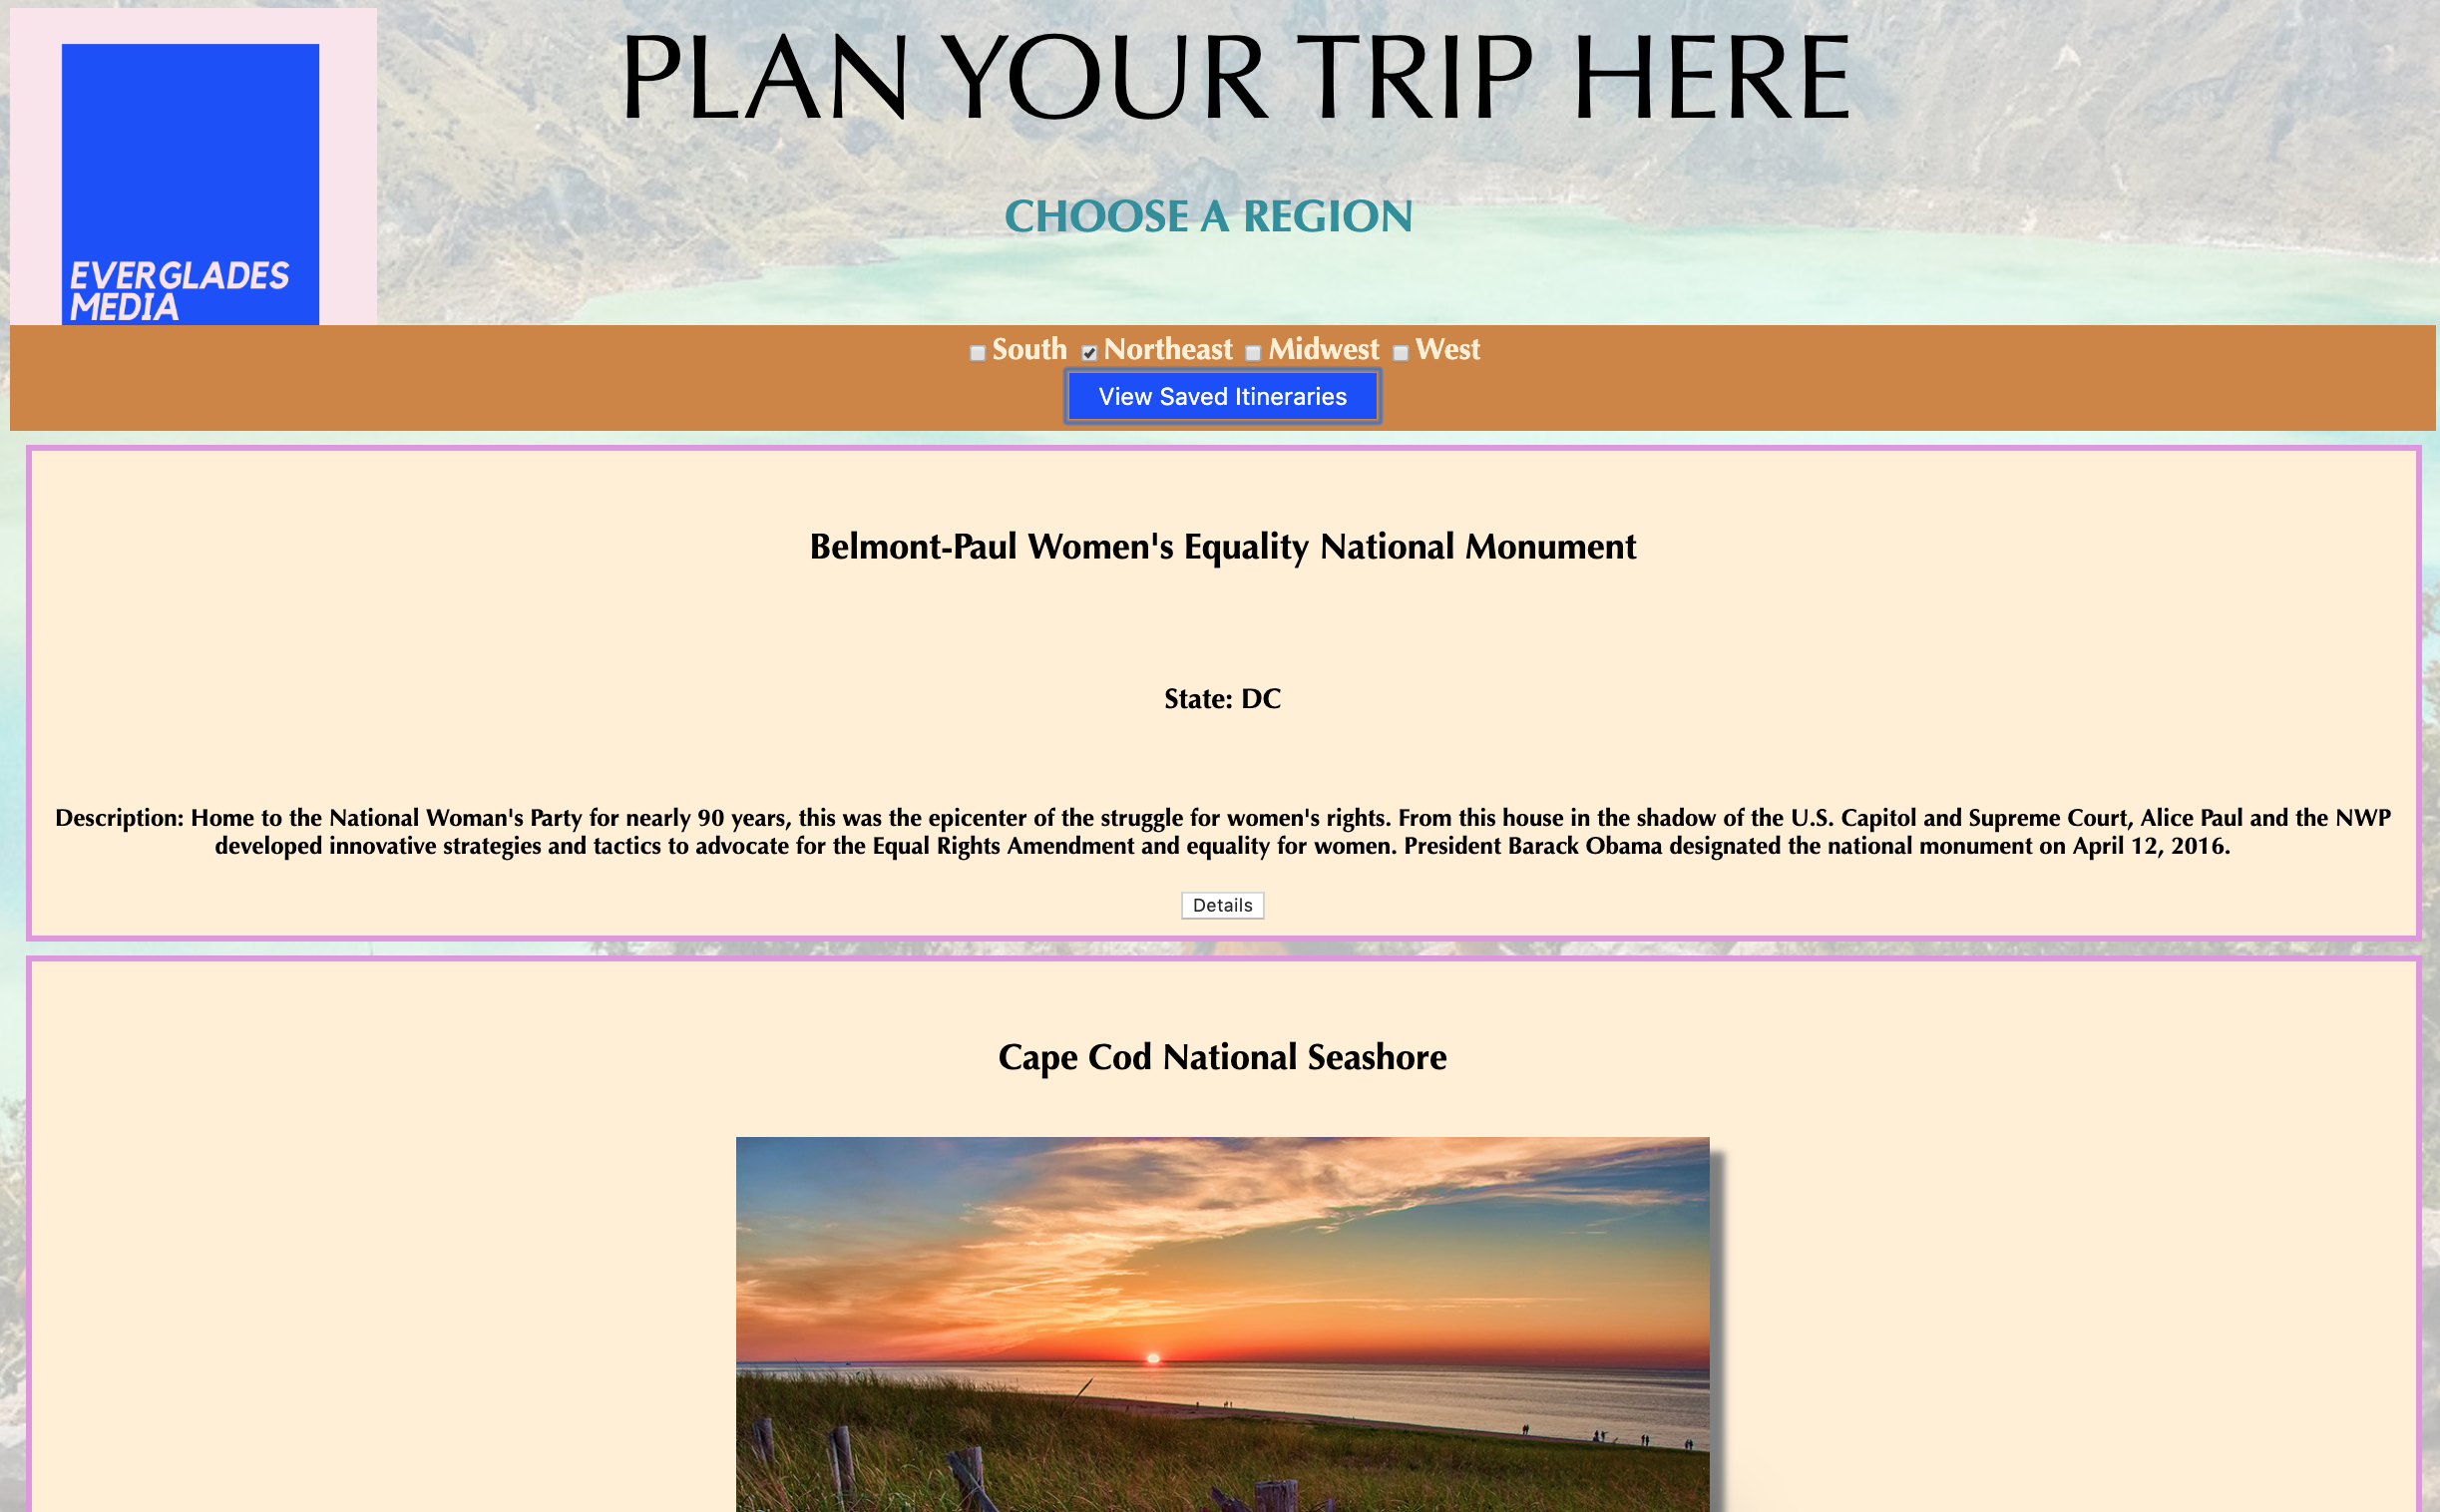 PLAN YOUR TRIP HERE
CHOOSE A REGION
EVERGLADES
MEDIA
South Northeast Midwest West
View Saved Itineraries
Belmont-Paul Women's Equality National Monument
State: DC
Description: Home to the National Woman's Party for nearly 90 years, this was the epicenter of the struggle for women's rights. From this house in the shadow of the U.S. Capitol and Supreme Court, Alice Paul and the NWP
developed innovative strategies and tactics to advocate for the Equal Rights Amendment and equality for women. President Barack Obama designated the national monument on April 12, 2016.
Details
Cape Cod National Seashore